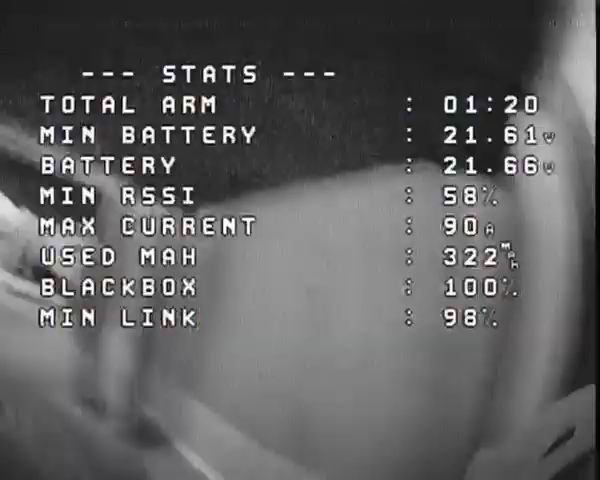 --- STATS ---
TOTAL ARM : 01:20
MIN BATTERY : 21.61V
BATTERY : 21.66V
MIN RSSI : 58%
MAX CURRENT : 90A
USED MAH : 322mAh
BLACKBOX : 100%
MIN LINK : 98%